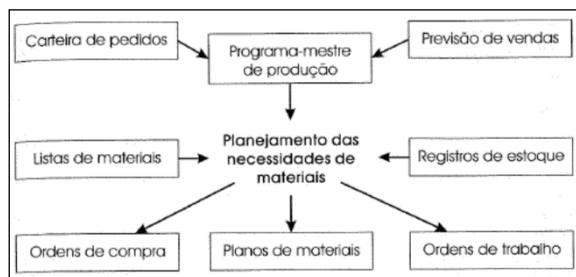 Carteira de pedidos
Programa-mestre
de produção
Previsão de vendas
Listas de materiais
Planejamento das
necessidades de
materiais
Registros de estoque
Ordens de compra
Planos de materiais
Ordens de trabalho